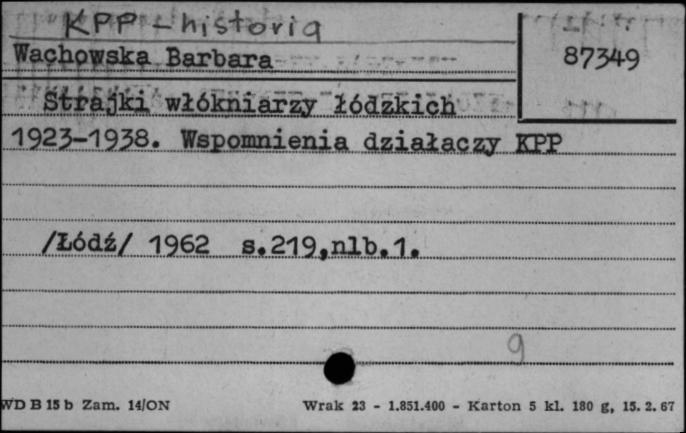 KPP - historia
Wachowska Barbara
87349
Strajki włókniarzy łódzkich
1923-1938. Wspomnienia działaczy KPP
/Łódź/ 1962 s.219,nlb.1.
9
WD B 15 b Zam. 14/ON
Wrak 23 - 1.851.400 - Karton 5 kl. 180 g, 15. 2. 67